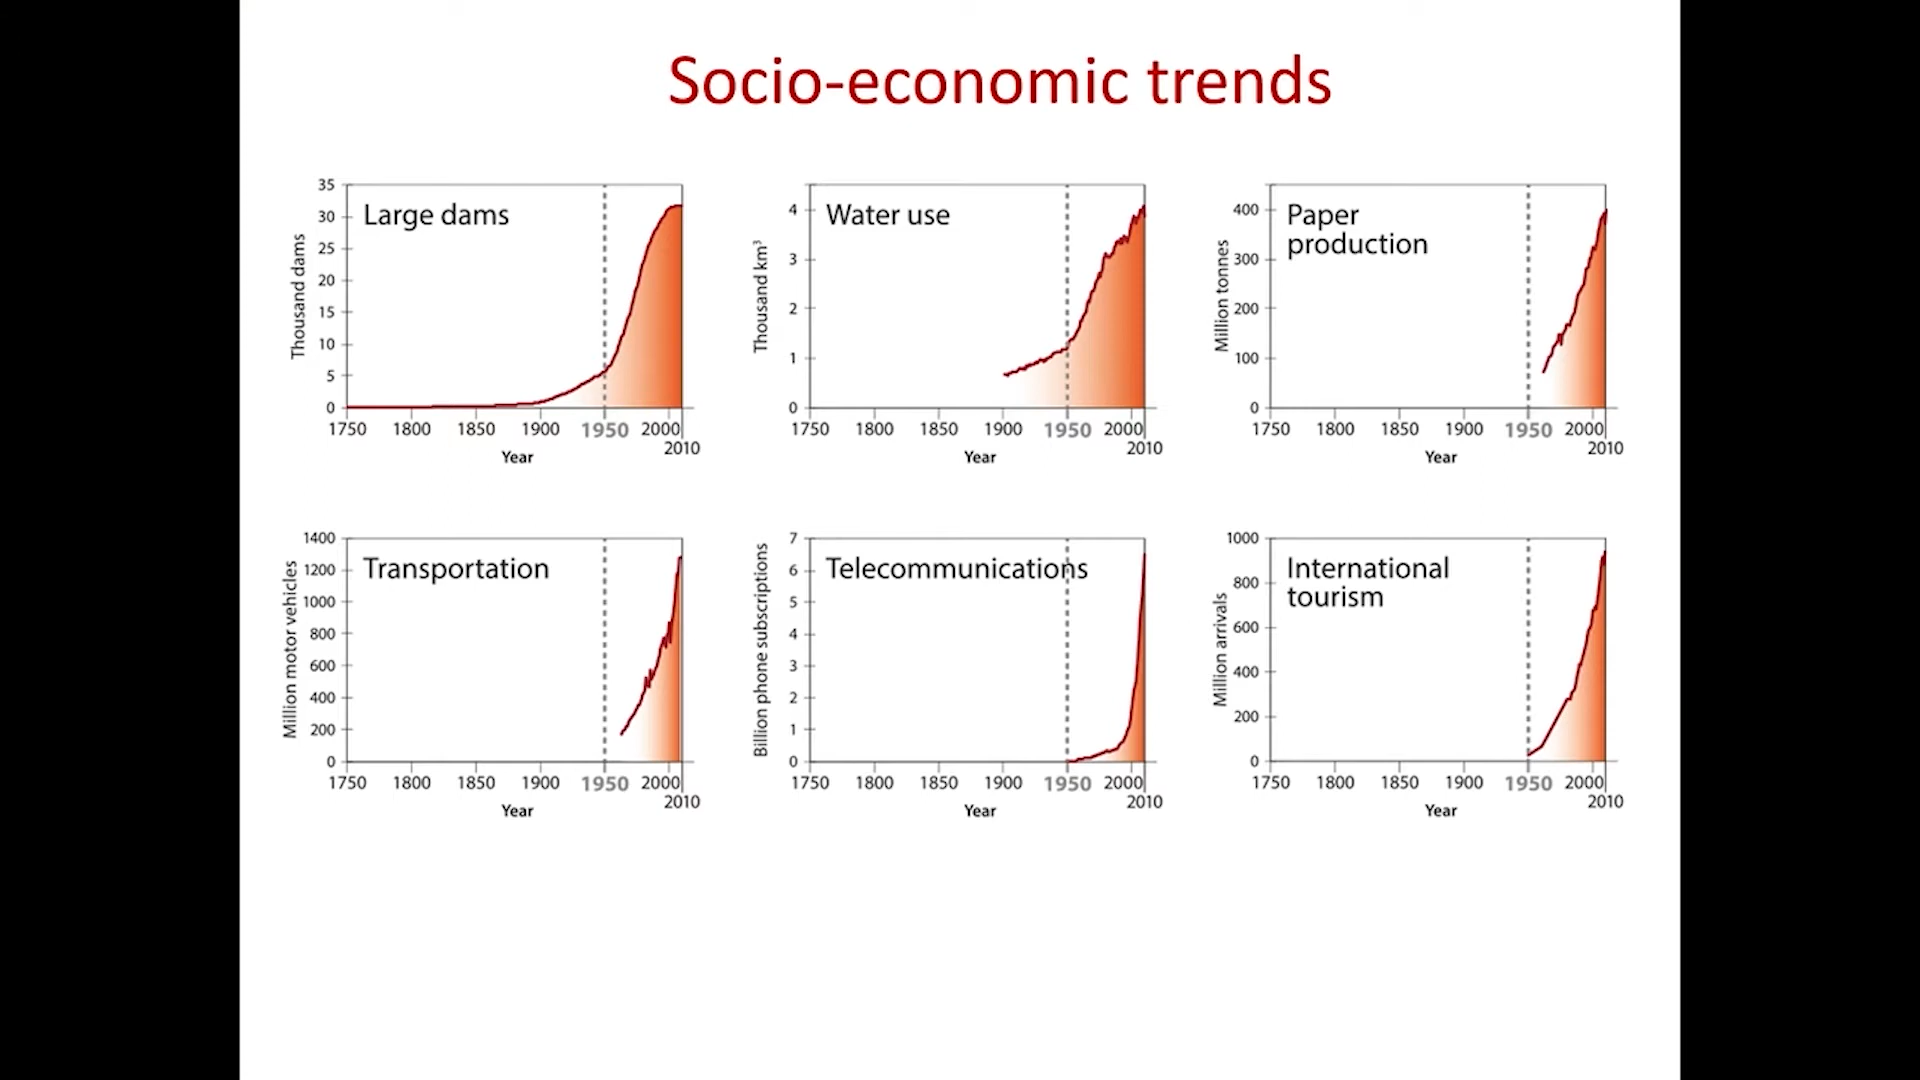 Socio-economic trends
Large dams
Thousand dams
35
30
25
20
15
10
5
0
1750 1800 1850 1900 1950 2000
2010
Year
Water use
Thousand km³
4
3
2
1
0
1750 1800 1850 1900 1950 2000
2010
Year
Paper
production
Million tonnes
400
300
200
100
0
1750 1800 1850 1900 1950 2000
2010
Year
Transportation
Million motor vehicles
1400
1200
1000
800
600
400
200
0
1750 1800 1850 1900 1950 2000
2010
Year
Telecommunications
Billion phone subscriptions
7
6
5
4
3
2
1
0
1750 1800 1850 1900 1950 2000
2010
Year
International
tourism
Million arrivals
1000
800
600
400
200
0
1750 1800 1850 1900 1950 2000
2010
Year